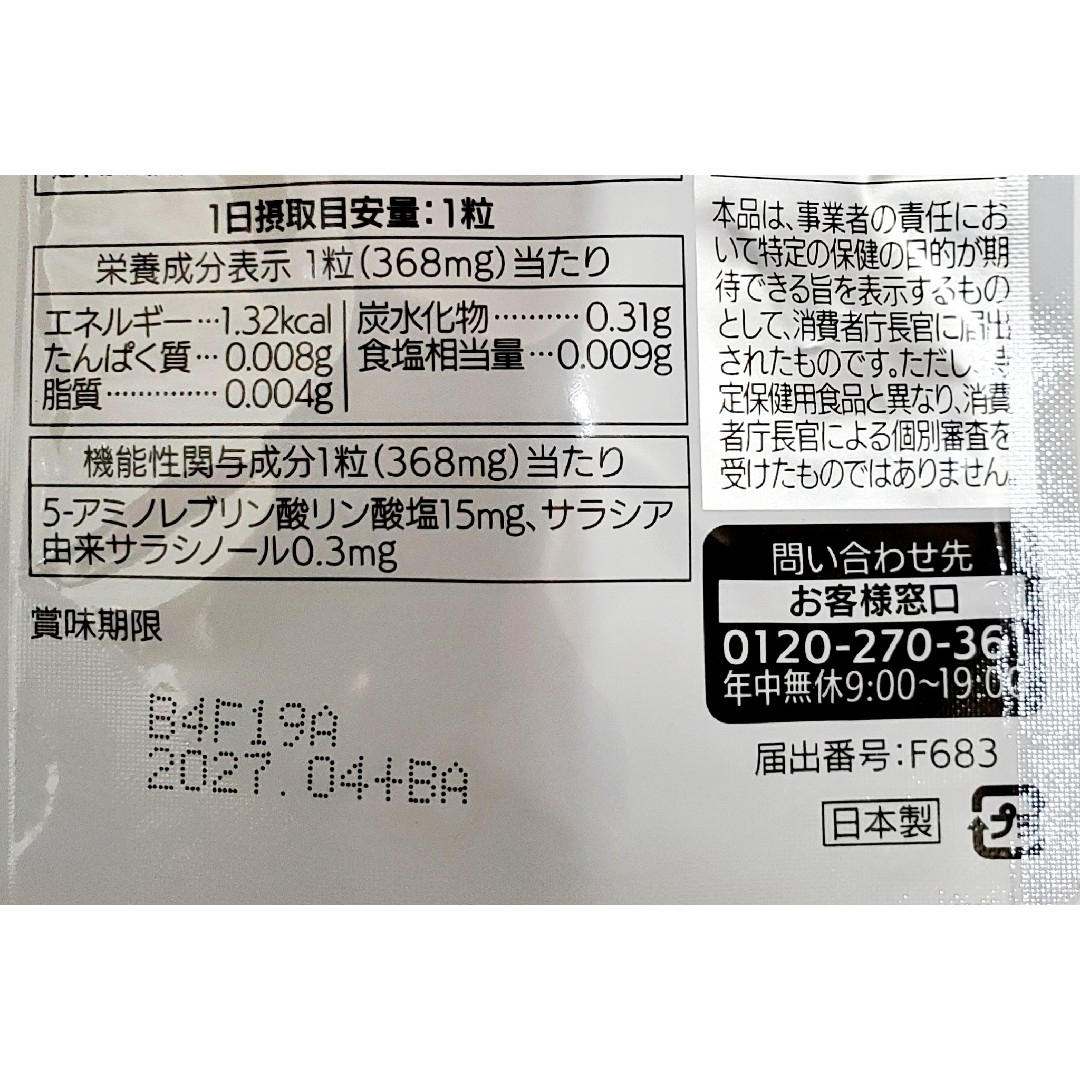 1日摂取目安量:1粒
栄養成分表示 1粒(368mg)当たり
エネルギー…1.32kcal
たんぱく質…0.008g
脂質…………0.004g
炭水化物………0.31g
食塩相当量…0.009g
機能性関与成分1粒(368mg)当たり
5-アミノレブリン酸リン酸塩15mg、サラシア
由来サラシノール0.3mg
賞味期限
B4F19A
2027.04+BA
本品は、事業者の責任にお
いて特定の保健の目的が期
待できる旨を表示するもの
として、消費者庁長官に届出
されたものです。ただし、特
定保健用食品と異なり、消費
者庁長官による個別審査を
受けたものではありません。
問い合わせ先
お客様窓口
0120-270-36
年中無休9:00~19:00
届出番号:F683
日本製
プラ